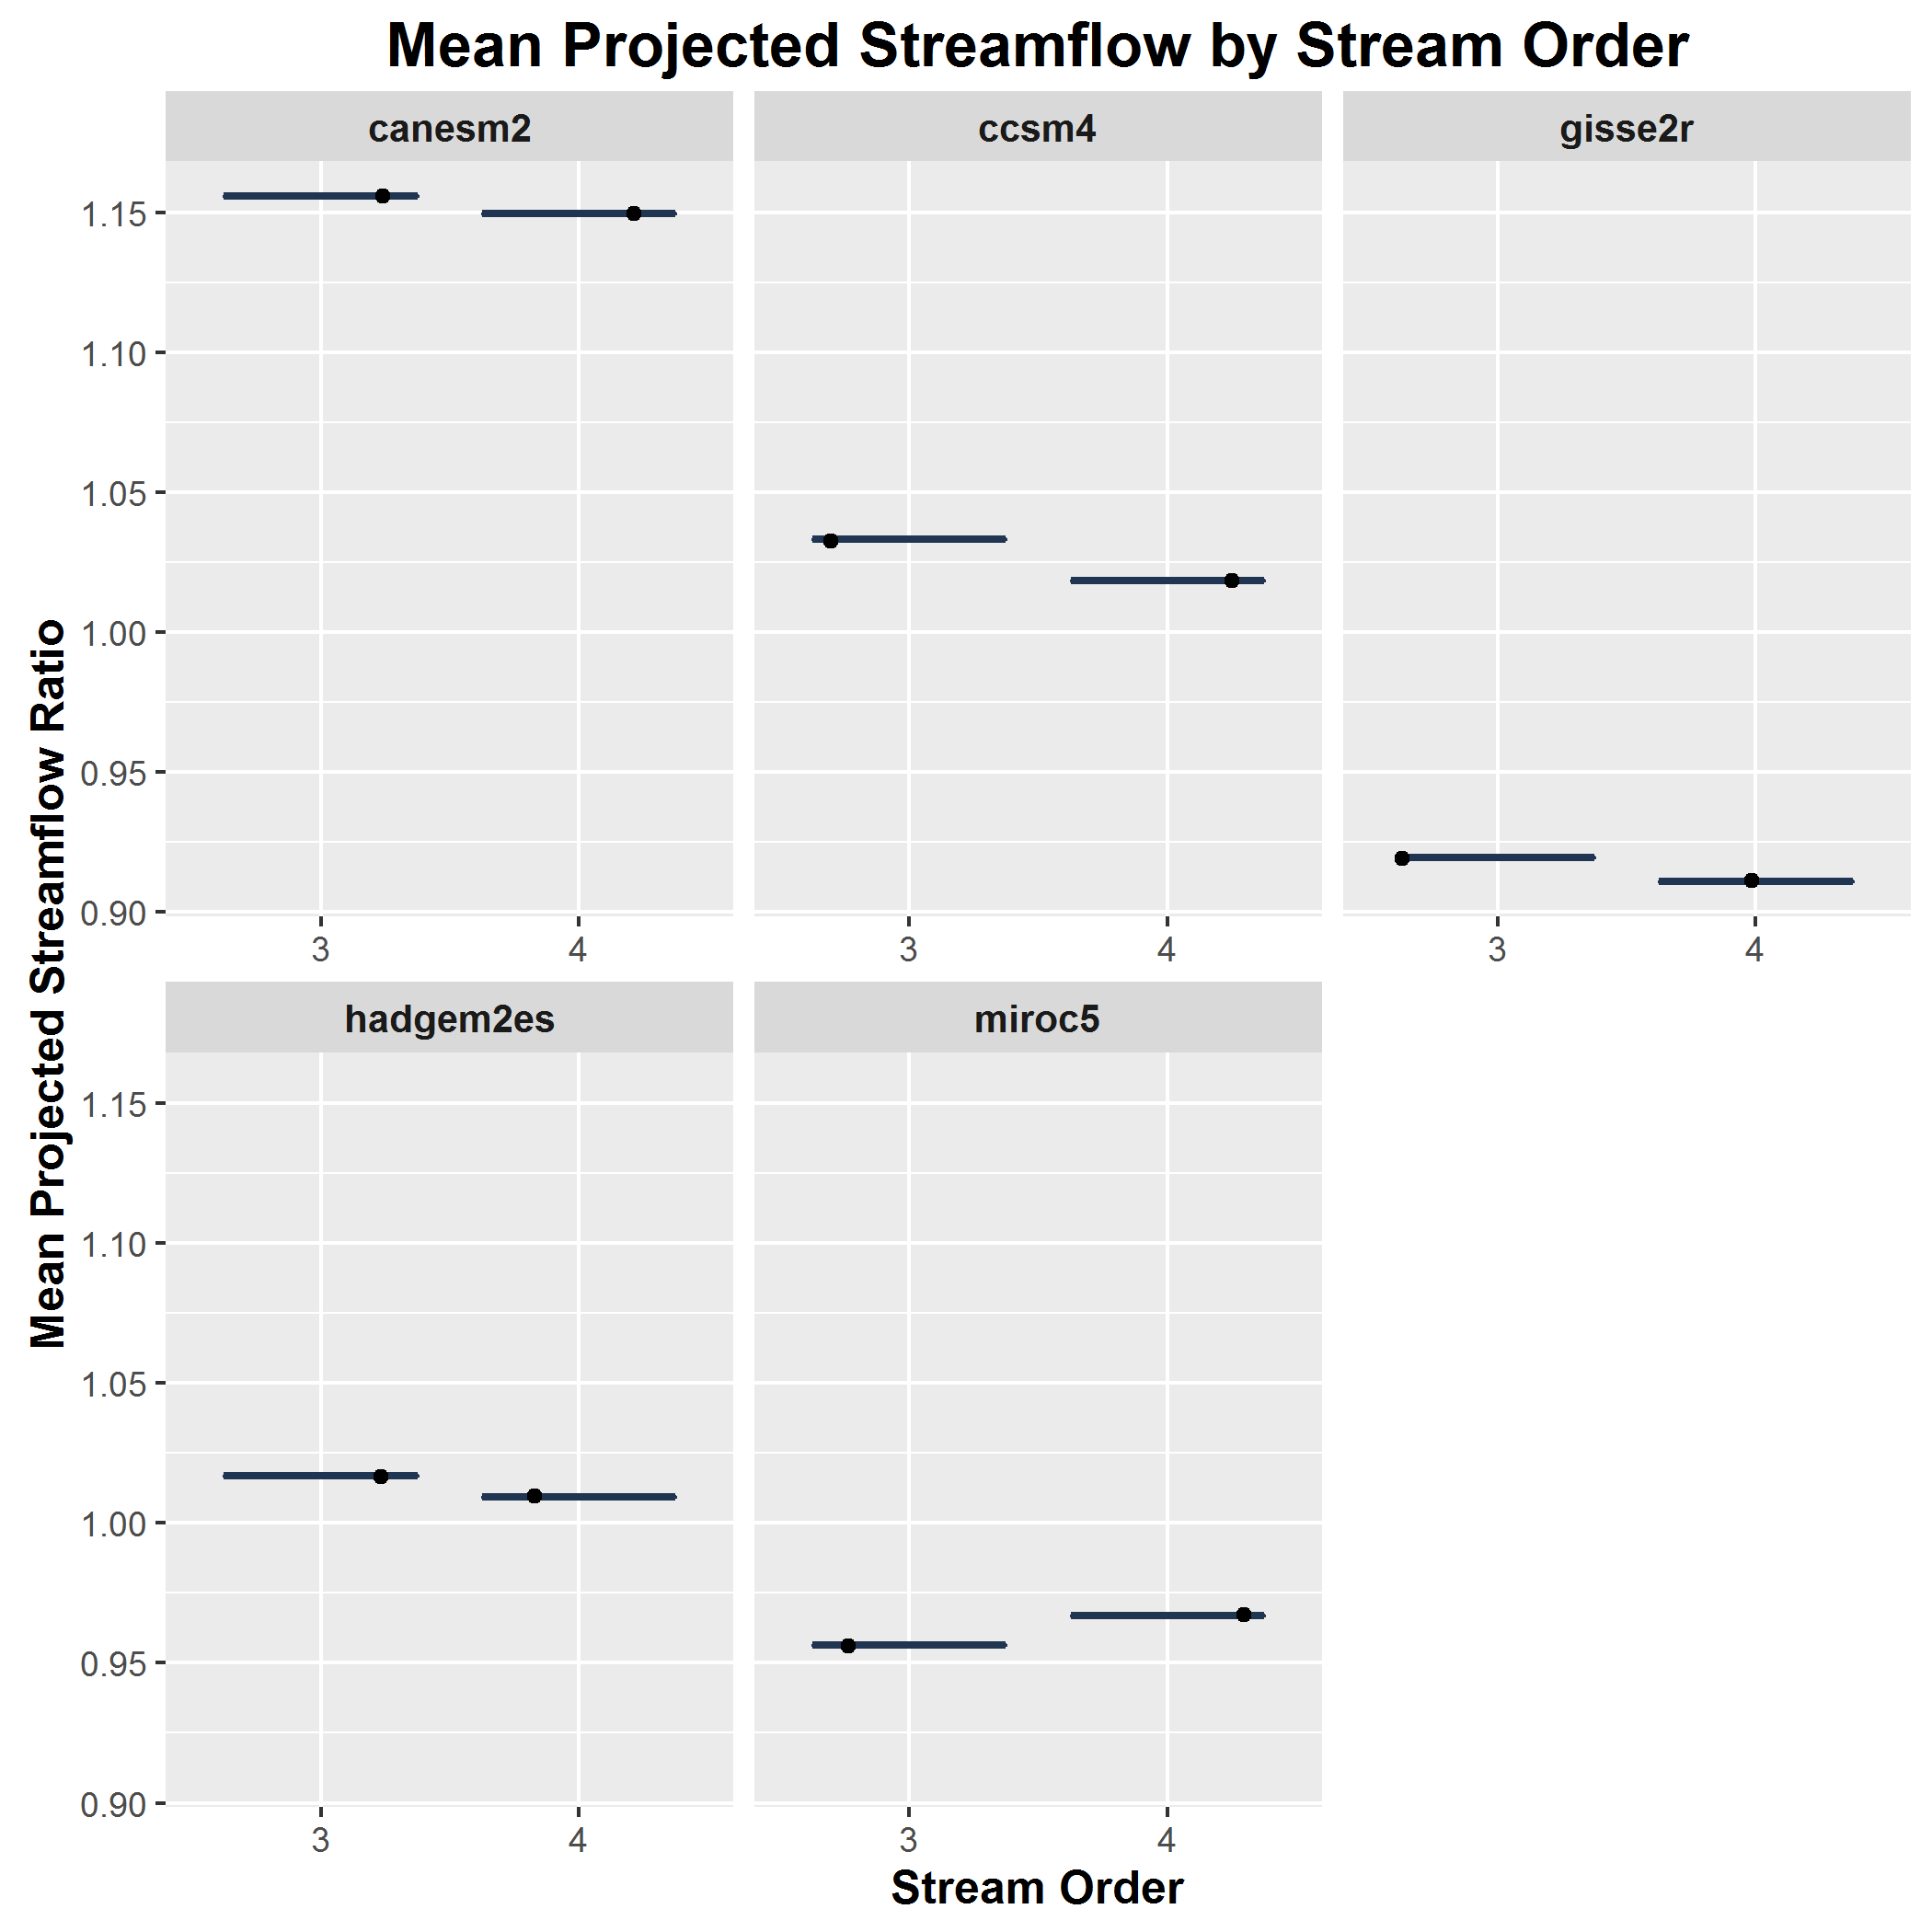 Mean Projected Streamflow by Stream Order
canesm2 ccsm4 gisse2r
1.15
1.10
1.05
1.00
0.95
0.90
3 4 3 4 3 4
Mean Projected Streamflow Ratio
hadgem2es miroc5
1.15
1.10
1.05
1.00
0.95
0.90
3 4 3 4
Stream Order